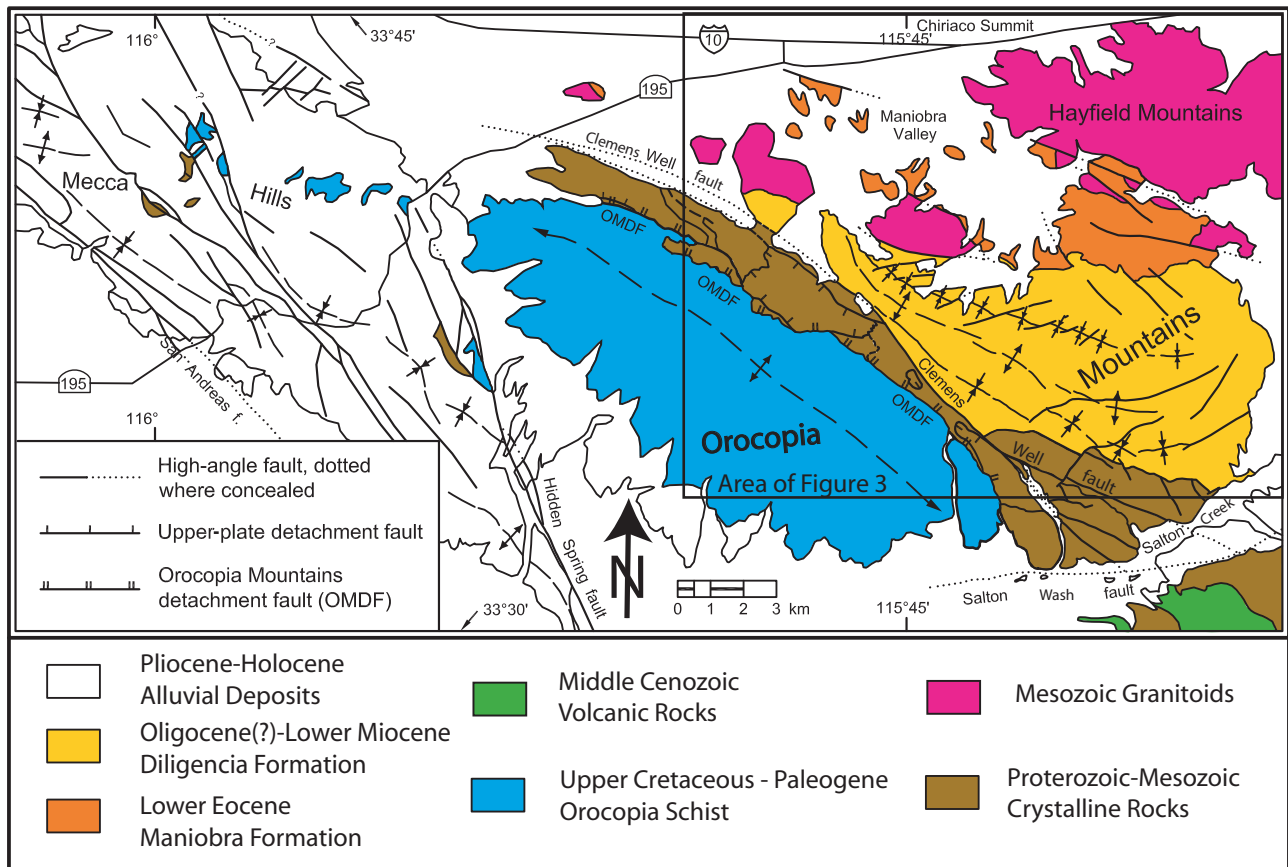 116°
33°45'
?
10
115°45'
Chiriaco Summit
195
?
Hayfield Mountains
Maniobra
Valley
Clemens Well
fault
Mecca
Hills
OMDF
OMDF
Mountains
195
San Andreas f.
Clemens
OMDF
116°
Orocopia
Well
fault
Area of Figure 3
High-angle fault, dotted
where concealed
Upper-plate detachment fault
Orocopia Mountains
detachment fault (OMDF)
Hidden
Spring fault
Salton Creek
N
0 1 2 3 km
Salton Wash fault
33°30'
115°45'
Pliocene-Holocene
Alluvial Deposits
Oligocene(?)-Lower Miocene
Diligencia Formation
Lower Eocene
Maniobra Formation
Middle Cenozoic
Volcanic Rocks
Upper Cretaceous - Paleogene
Orocopia Schist
Mesozoic Granitoids
Proterozoic-Mesozoic
Crystalline Rocks